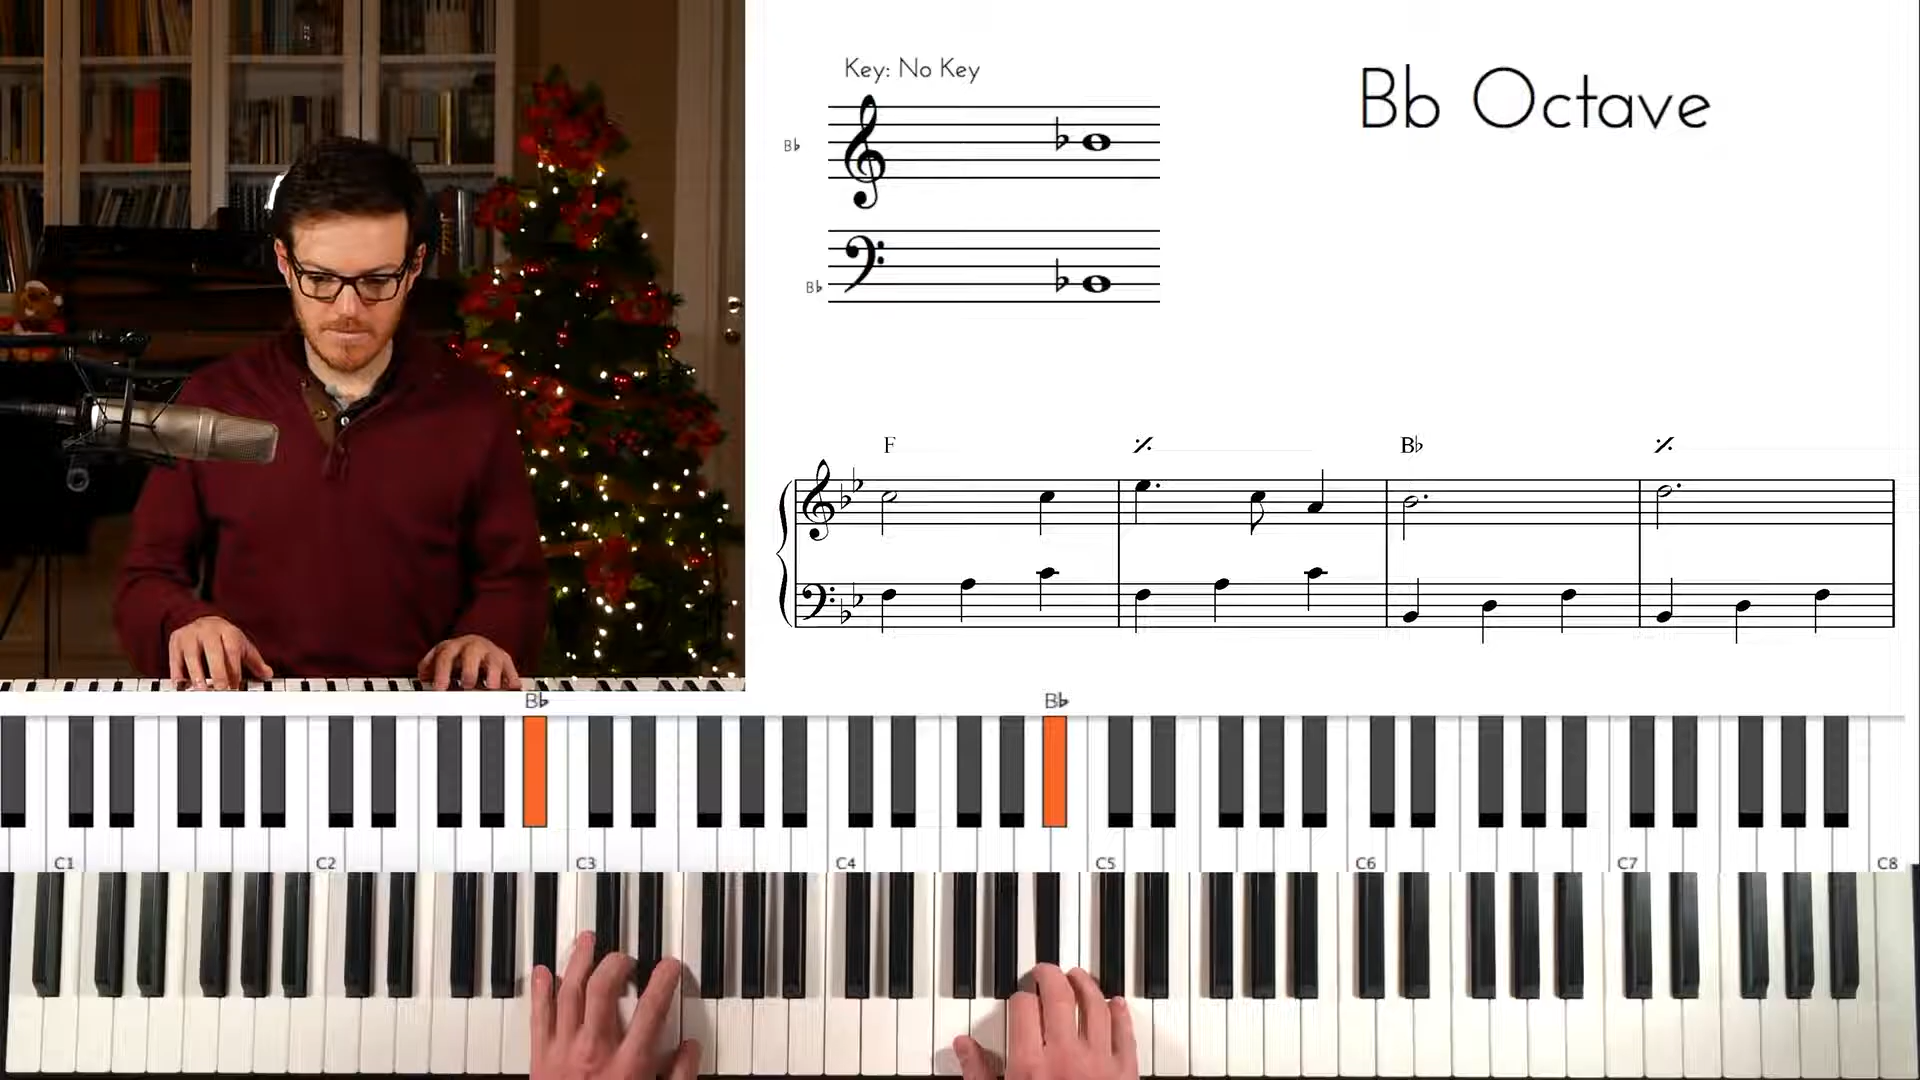 Key: No Key
Bb Octave
B♭
B♭
F
B♭
B♭
B♭
C1
C2
C3
C4
C5
C6
C7
C8